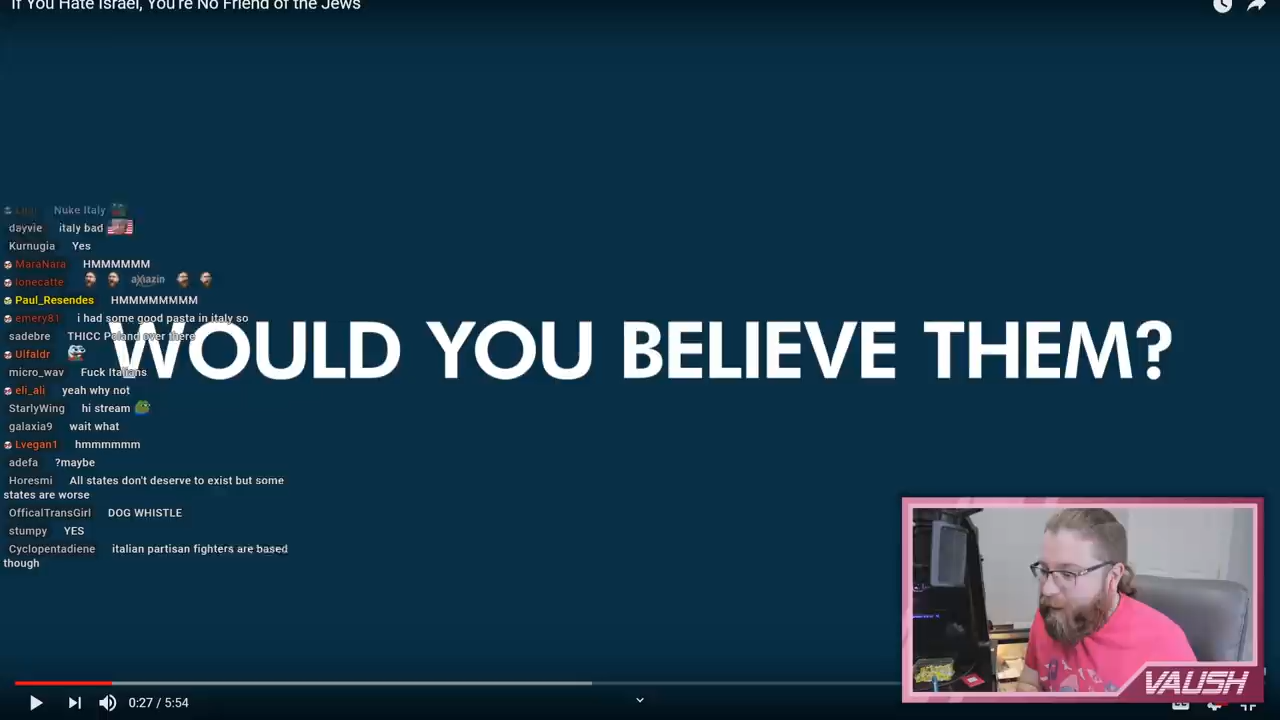 If You Hate Israel, You're No Friend of the Jews
Nuke Italy
dayvie italy bad
Kurnugia Yes
MaraNara HMMMMMM
lonecatte axiazin
Paul_Resendes HMMMMMMMM
emery81 i had some good pasta in italy so
sadebre THICC Poland over there
Ulfaldr
micro_wav Fuck Italians
eli_ali yeah why not
StarlyWing hi stream
galaxia9 wait what
Lvegan1 hmmmmmm
adefa ?maybe
Horesmi All states don't deserve to exist but some
states are worse
OfficalTransGirl DOG WHISTLE
stumpy YES
Cyclopentadiene italian partisan fighters are based
though
WOULD YOU BELIEVE THEM?
VAUSH
0:27 / 5:54